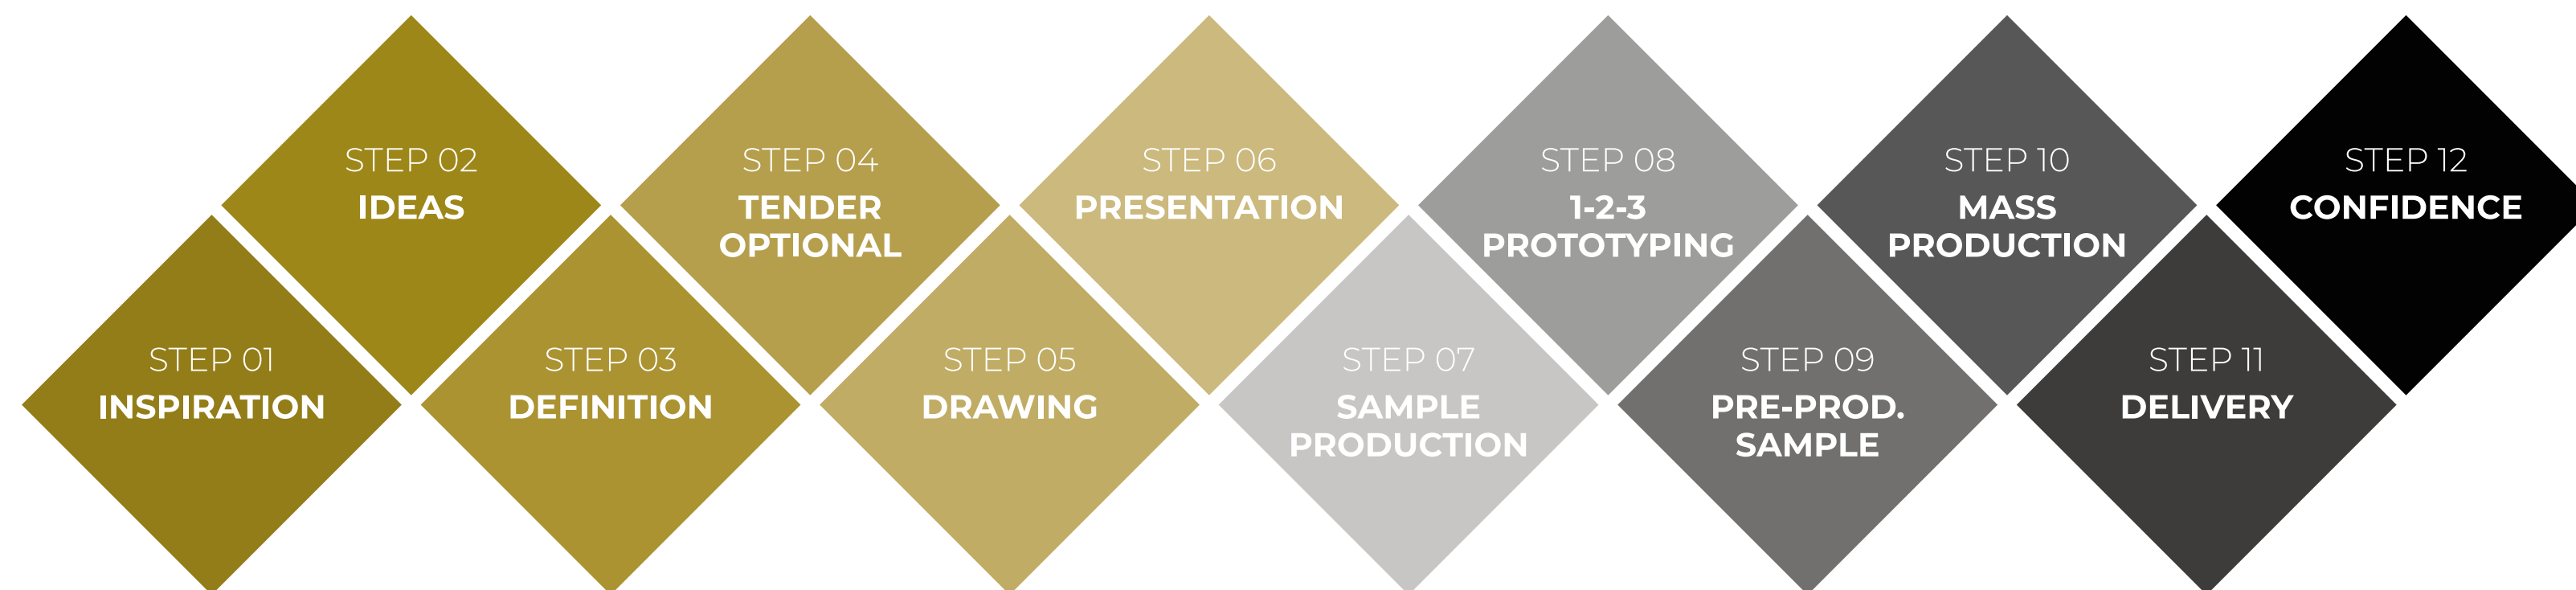 STEP 01
INSPIRATION
STEP 02
IDEAS
STEP 03
DEFINITION
STEP 04
TENDER
OPTIONAL
STEP 05
DRAWING
STEP 06
PRESENTATION
STEP 07
SAMPLE
PRODUCTION
STEP 08
1-2-3
PROTOTYPING
STEP 09
PRE-PROD.
SAMPLE
STEP 10
MASS
PRODUCTION
STEP 11
DELIVERY
STEP 12
CONFIDENCE